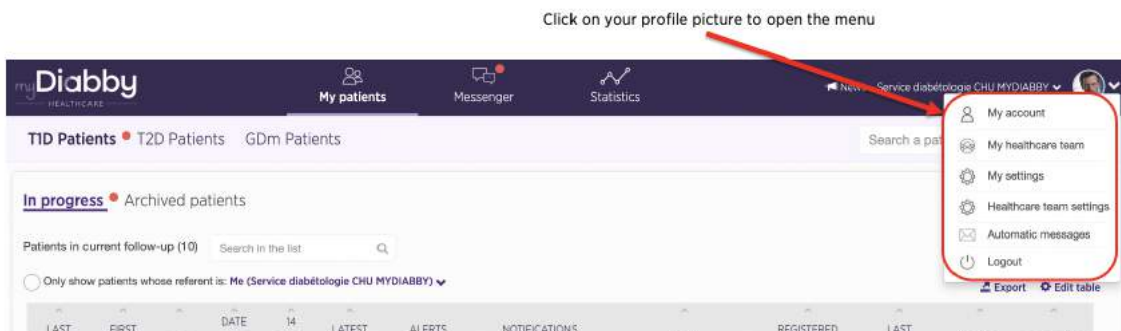 Click on your profile picture to open the menu
myDiabby
HEALTHCARE
My patients
Messenger
Statistics
News
Service diabétologie CHU MYDIABBY
T1D Patients
T2D Patients
GDm Patients
Search a pat
My account
My healthcare team
My settings
Healthcare team settings
Automatic messages
Logout
In progress
Archived patients
Patients in current follow-up (10)
Search in the list
Only show patients whose referent is: Me (Service diabétologie CHU MYDIABBY)
Export
Edit table
LAST
FIRST
DATE
14
LATEST
ALERTS
NOTIFICATIONS
REGISTERED
LAST